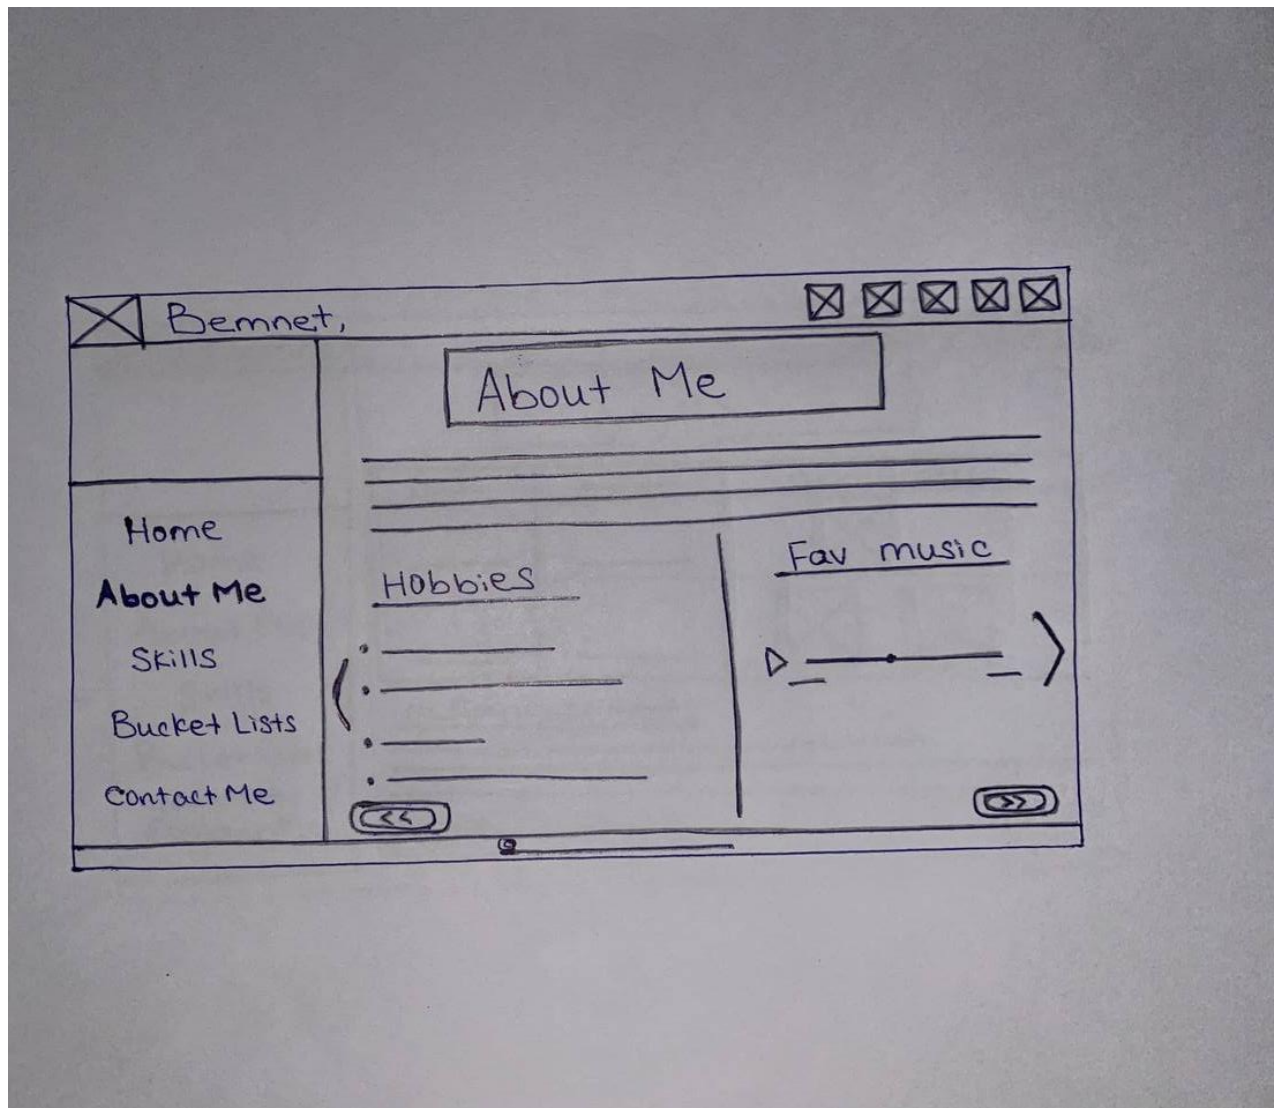 Bemnet,
About Me
Home
About Me
Skills
Bucket Lists
Contact Me
Hobbies
Fav music
<<
>>
©